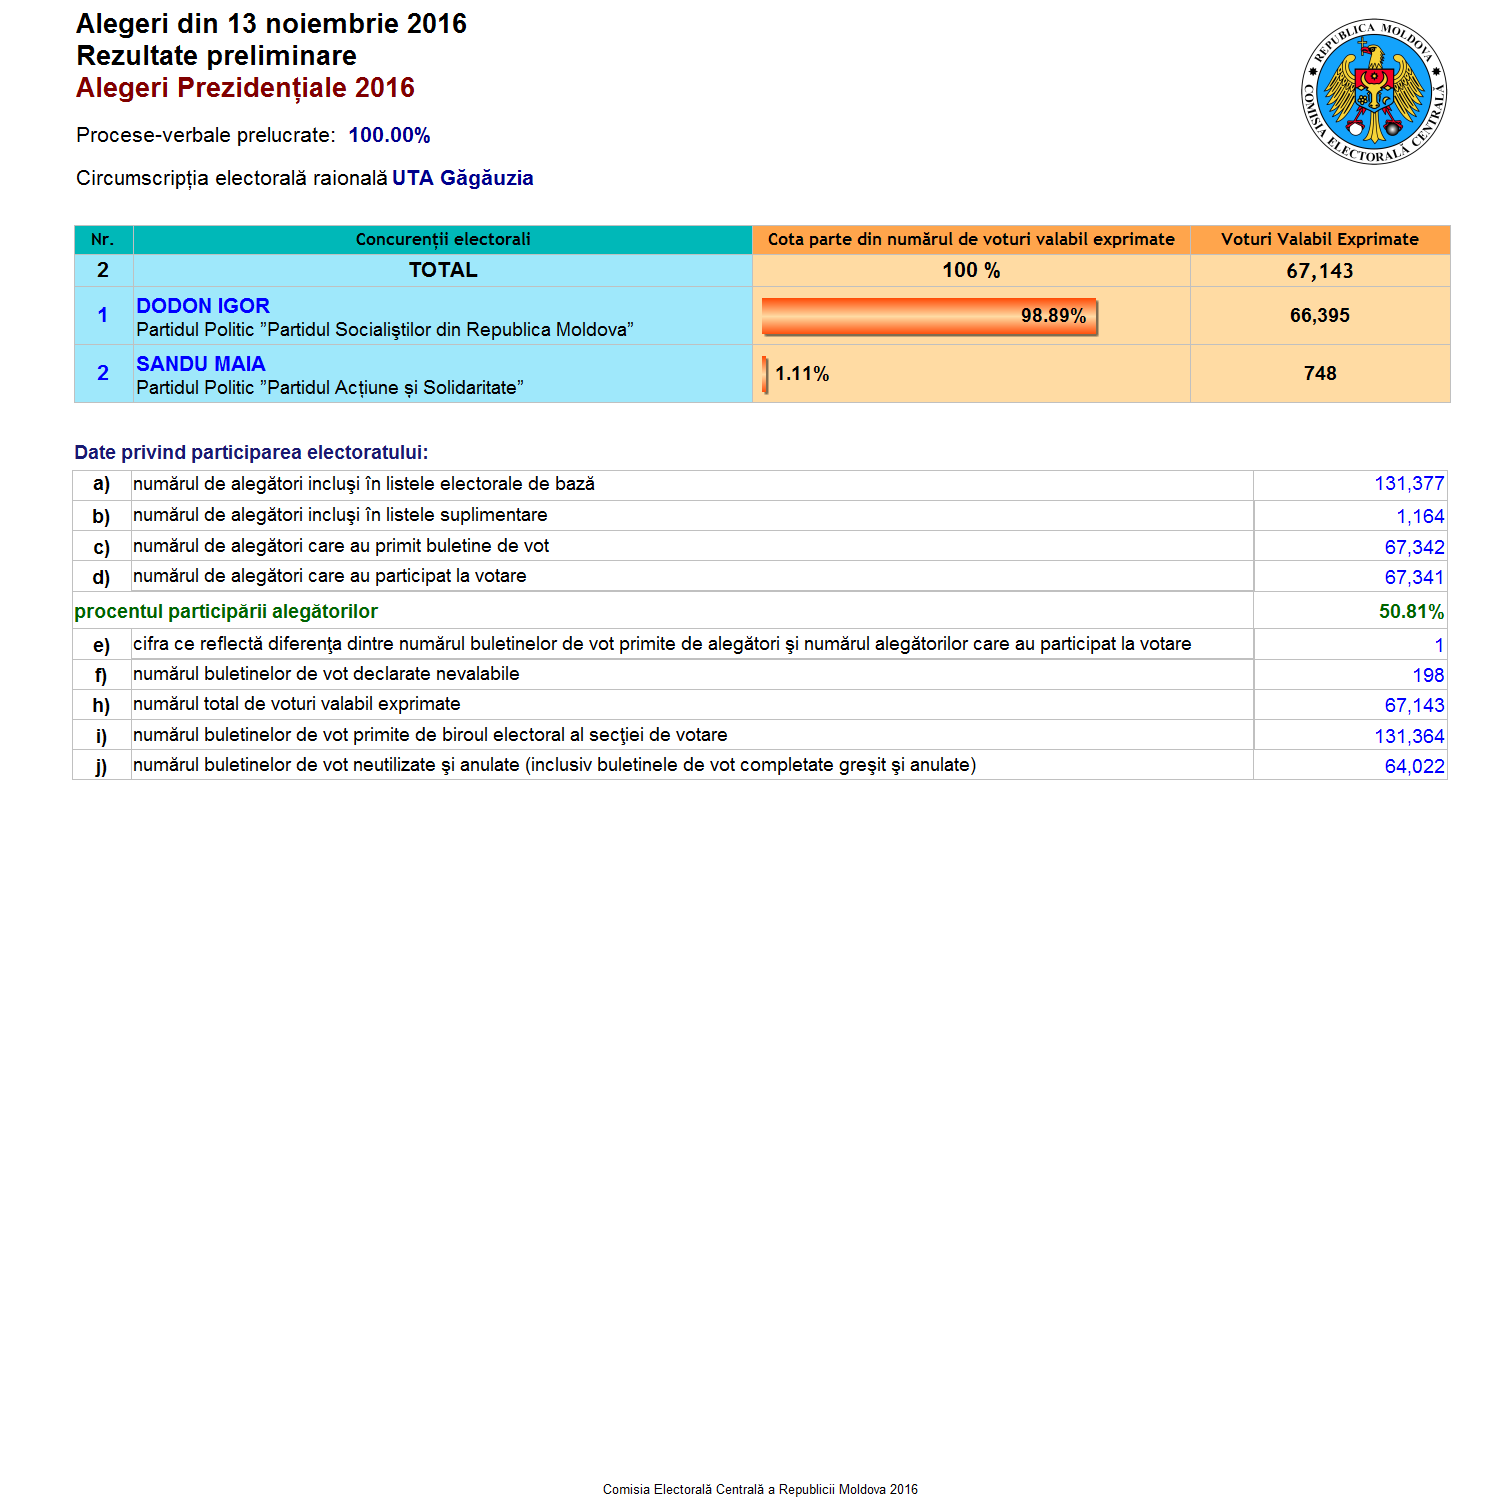 Alegeri din 13 noiembrie 2016
Rezultate preliminare
Alegeri Prezidențiale 2016
Procese-verbale prelucrate: 100.00%
Circumscripția electorală raională UTA Găgăuzia
REPUBLICA MOLDOVA
COMISIA ELECTORALĂ CENTRALĂ
Nr. Concurenții electorali Cota parte din numărul de voturi valabil exprimate Voturi Valabil Exprimate
2 TOTAL 100 % 67,143
1 DODON IGOR 98.89% 66,395
Partidul Politic ”Partidul Socialiştilor din Republica Moldova”
2 SANDU MAIA 1.11% 748
Partidul Politic ”Partidul Acțiune și Solidaritate”
Date privind participarea electoratului:
a) numărul de alegători incluşi în listele electorale de bază 131,377
b) numărul de alegători incluşi în listele suplimentare 1,164
c) numărul de alegători care au primit buletine de vot 67,342
d) numărul de alegători care au participat la votare 67,341
procentul participării alegătorilor 50.81%
e) cifra ce reflectă diferenţa dintre numărul buletinelor de vot primite de alegători şi numărul alegătorilor care au participat la votare 1
f) numărul buletinelor de vot declarate nevalabile 198
h) numărul total de voturi valabil exprimate 67,143
i) numărul buletinelor de vot primite de biroul electoral al secţiei de votare 131,364
j) numărul buletinelor de vot neutilizate şi anulate (inclusiv buletinele de vot completate greşit şi anulate) 64,022
Comisia Electorală Centrală a Republicii Moldova 2016